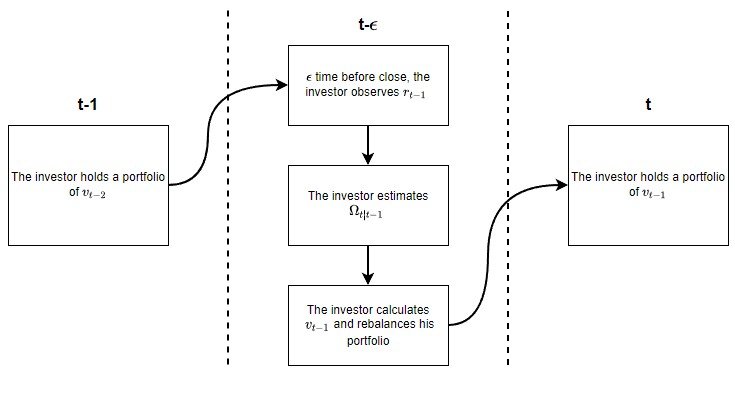 t-ϵ
t-1
t
The investor holds a portfolio
of v_{t−2}
ϵ time before close, the
investor observes r_{t−1}
The investor estimates
Ω_{t|t−1}
The investor calculates
v_{t−1} and rebalances his
portfolio
The investor holds a portfolio
of v_{t−1}